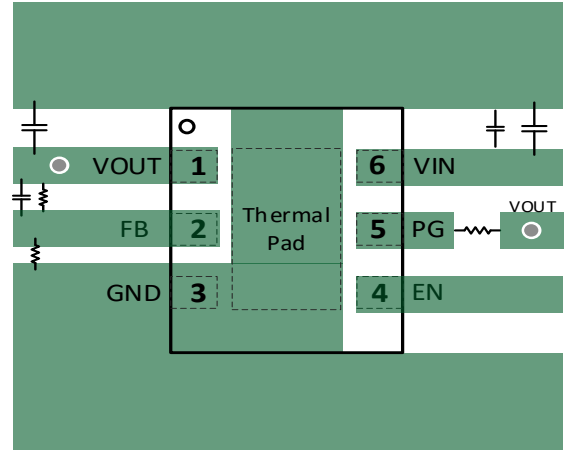 VOUT 1 6 VIN
VOUT
FB 2 Thermal 5 PG
Pad
GND 3 4 EN